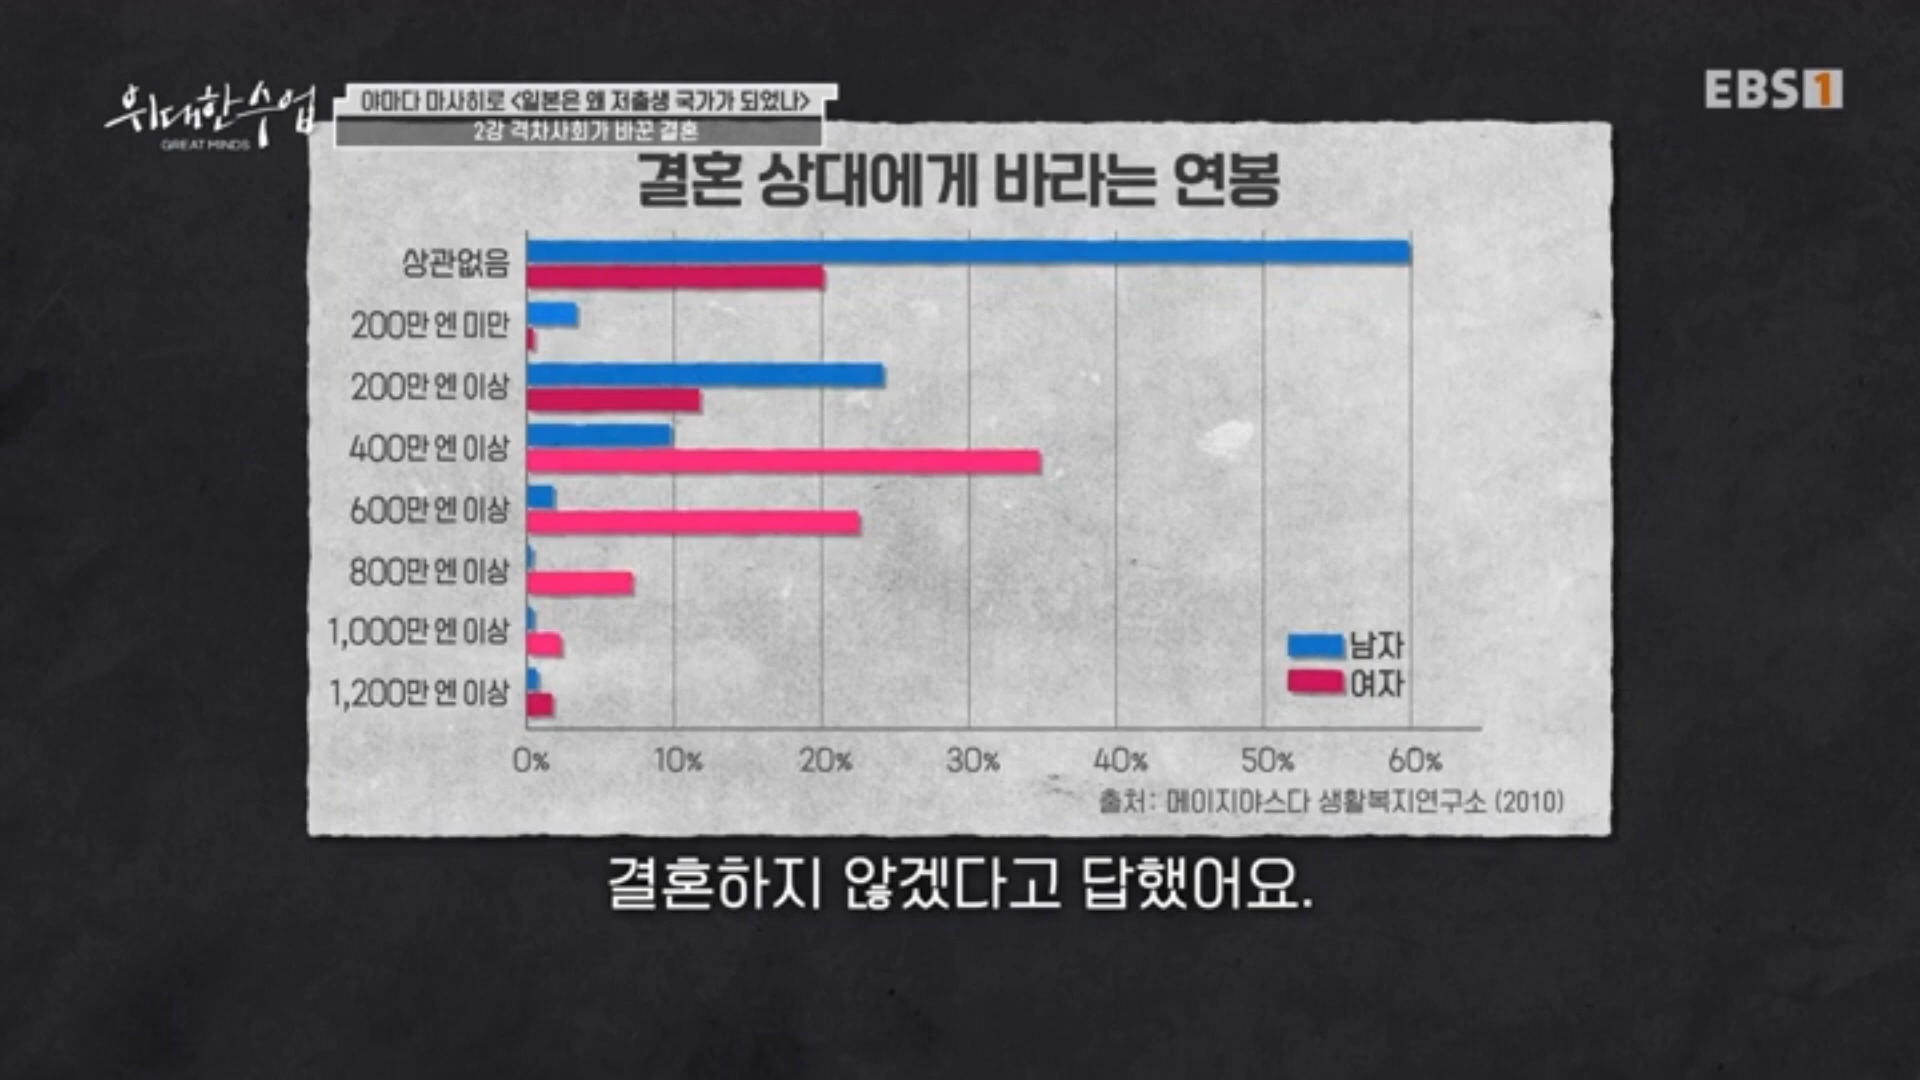 위대한 수업
GREAT MINDS
야마다 마사히로 <일본은 왜 저출생 국가가 되었나>
2강 격차사회가 바꾼 결혼
EBS1
결혼 상대에게 바라는 연봉
상관없음
200만 엔 미만
200만 엔 이상
400만 엔 이상
600만 엔 이상
800만 엔 이상
1,000만 엔 이상
1,200만 엔 이상
남자
여자
0% 10% 20% 30% 40% 50% 60%
출처: 메이지야스다 생활복지연구소 (2010)
결혼하지 않겠다고 답했어요.